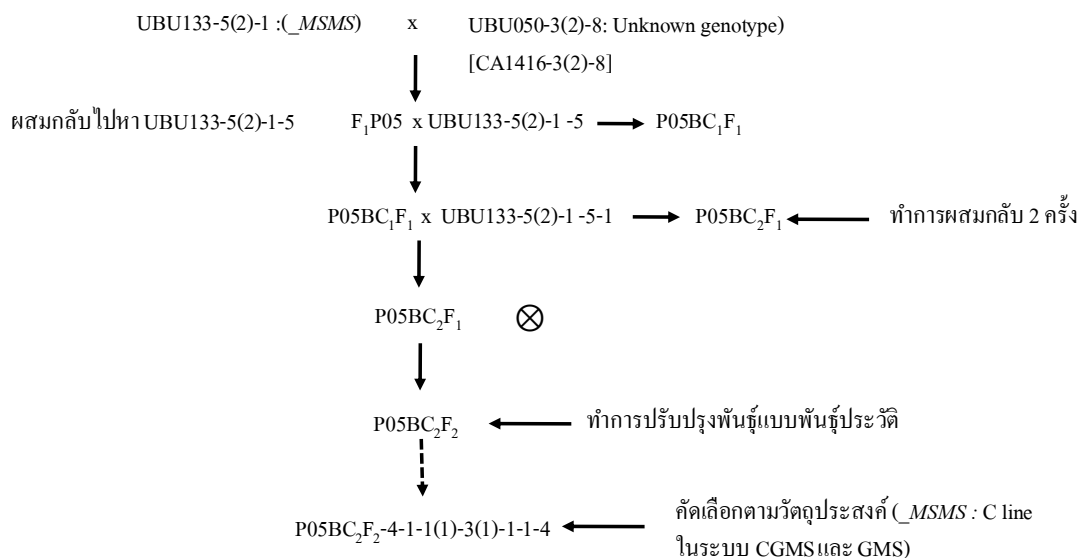 UBU133-5(2)-1 :(_MSMS) x UBU050-3(2)-8: Unknown genotype)
[CA1416-3(2)-8]
ผสมกลับไปหา UBU133-5(2)-1-5 F₁P05 x UBU133-5(2)-1 -5 → P05BC₁F₁
P05BC₁F₁ x UBU133-5(2)-1 -5-1 → P05BC₂F₁ ← ทำการผสมกลับ 2 ครั้ง
P05BC₂F₁ ⊗
P05BC₂F₂ ← ทำการปรับปรุงพันธุ์แบบพันธุ์ประวัติ
P05BC₂F₂-4-1-1(1)-3(1)-1-1-4 ← คัดเลือกตามวัตถุประสงค์ (_MSMS : C line
ในระบบ CGMS และ GMS)